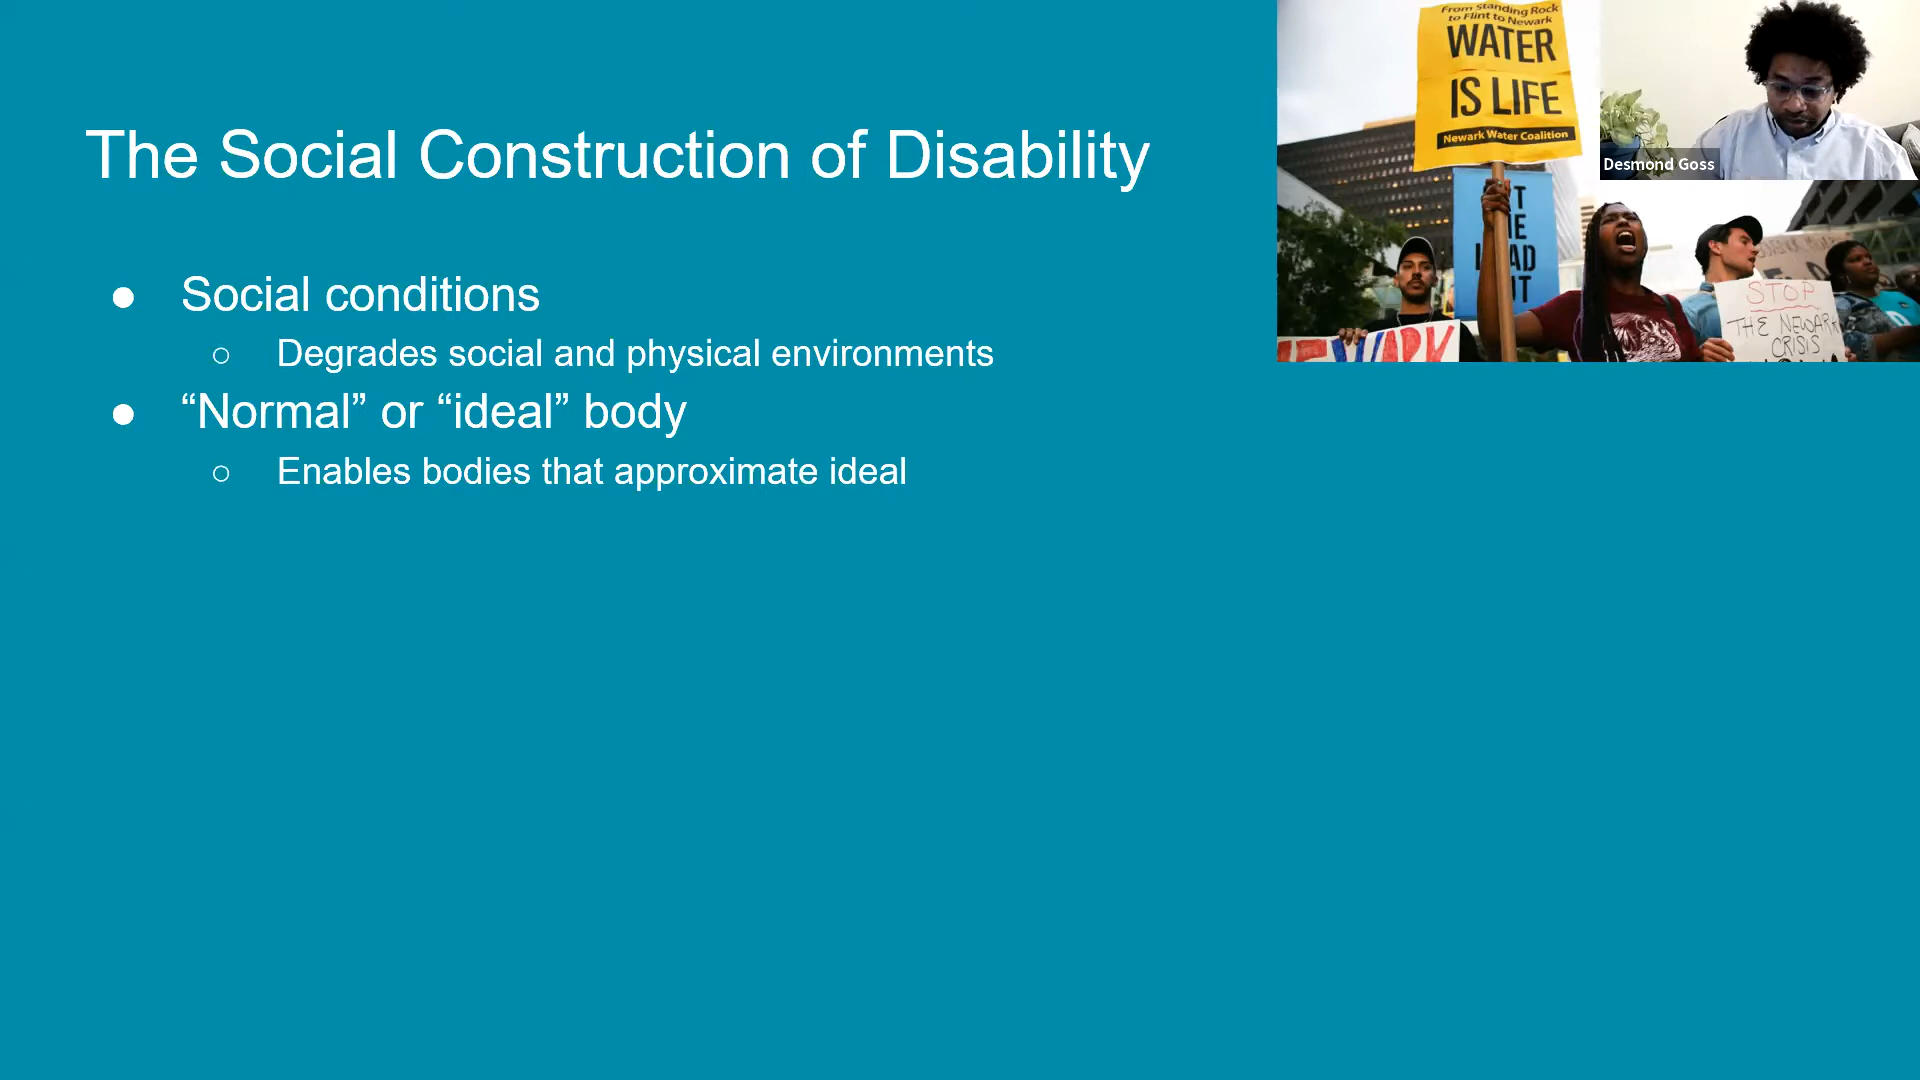 The Social Construction of Disability
● Social conditions
○ Degrades social and physical environments
● “Normal” or “ideal” body
○ Enables bodies that approximate ideal
From Standing Rock
to Flint to Newark
WATER
IS LIFE
Newark Water Coalition
STOP
THE NEWARK
CRISIS
Desmond Goss